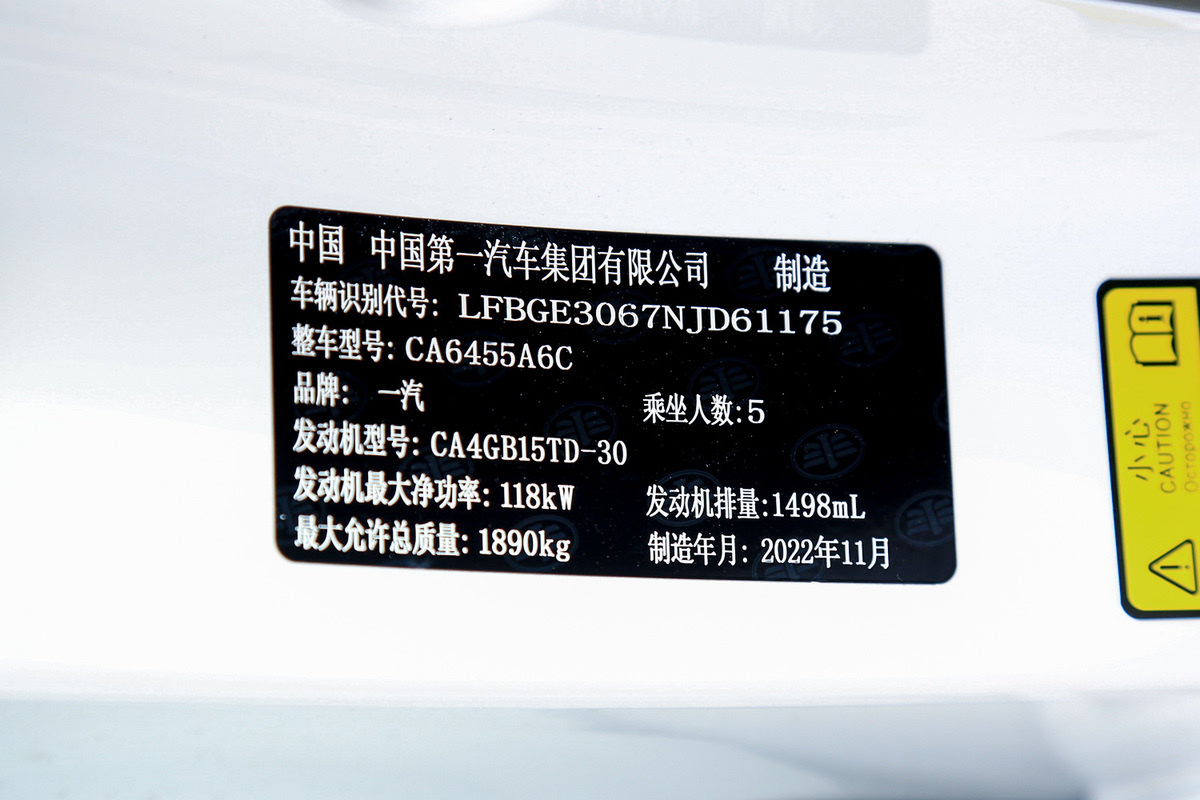 中国 中国第一汽车集团有限公司 制造
车辆识别代号: LFBGE3067NJD61175
整车型号: CA6455A6C
品牌: 一汽 乘坐人数:5
发动机型号: CA4GB15TD-30
发动机最大净功率: 118kW 发动机排量:1498mL
最大允许总质量: 1890kg 制造年月: 2022年11月
小心
CAUTION
Осторожно